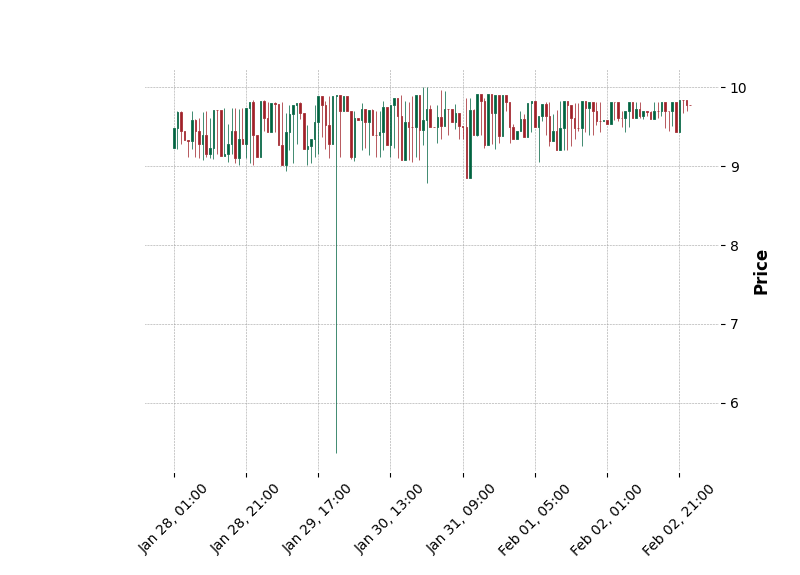 10
9
8
7
6
Price
Jan 28, 01:00
Jan 28, 21:00
Jan 29, 17:00
Jan 30, 13:00
Jan 31, 09:00
Feb 01, 05:00
Feb 02, 01:00
Feb 02, 21:00